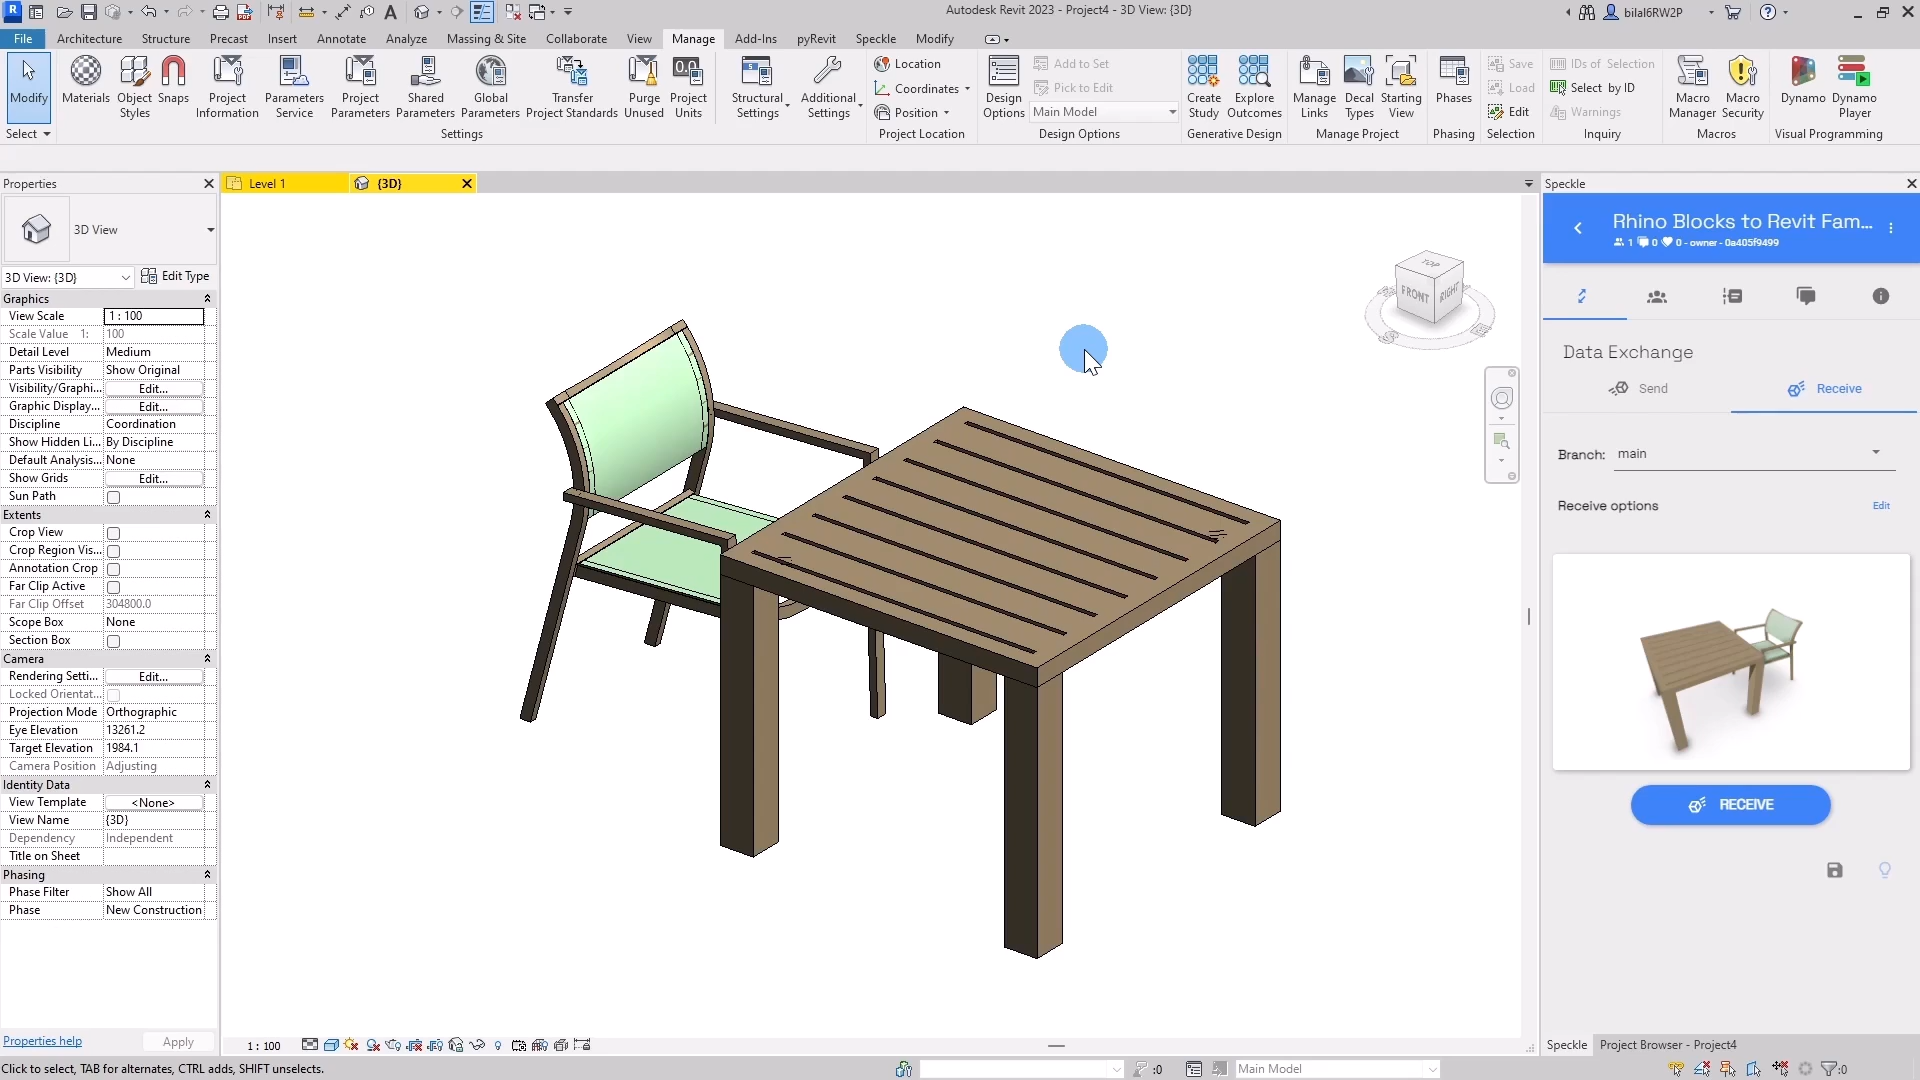 Autodesk Revit 2023 - Project4 - 3D View: {3D}
bilal6RW2P
File Architecture Structure Precast Insert Annotate Analyze Massing & Site Collaborate View Manage Add-Ins pyRevit Speckle Modify
Modify
Select
Materials
Object Styles
Snaps
Project Information
Parameters Service
Project Parameters
Shared Parameters
Global Parameters
Transfer Project Standards
Purge Unused
Project Units
Settings
Structural Settings
Additional Settings
Location
Coordinates
Position
Project Location
Design Options
Add to Set
Pick to Edit
Main Model
Design Options
Create Study
Explore Outcomes
Generative Design
Manage Links
Decal Types
Starting View
Manage Project
Phases
Phasing
Save
Load
Edit
Selection
IDs of Selection
Select by ID
Warnings
Inquiry
Macro Manager
Macro Security
Macros
Dynamo
Dynamo Player
Visual Programming
Properties
3D View
3D View: {3D}
Edit Type
Graphics
View Scale 1 : 100
Scale Value 1: 100
Detail Level Medium
Parts Visibility Show Original
Visibility/Graphi... Edit...
Graphic Display... Edit...
Discipline Coordination
Show Hidden Li... By Discipline
Default Analysis... None
Show Grids Edit...
Sun Path
Extents
Crop View
Crop Region Vis...
Annotation Crop
Far Clip Active
Far Clip Offset 304800.0
Scope Box None
Section Box
Camera
Rendering Setti... Edit...
Locked Orientat...
Projection Mode Orthographic
Eye Elevation 13261.2
Target Elevation 1984.1
Camera Position Adjusting
Identity Data
View Template <None>
View Name {3D}
Dependency Independent
Title on Sheet
Phasing
Phase Filter Show All
Phase New Construction
Properties help
Apply
Level 1
{3D}
TOP
FRONT
RIGHT
1 : 100
Speckle
Rhino Blocks to Revit Fam...
1 0 0 - owner - 0a405f9499
Data Exchange
Send
Receive
Branch: main
Receive options Edit
RECEIVE
Speckle Project Browser - Project4
Click to select, TAB for alternates, CTRL adds, SHIFT unselects.
:0
Main Model
:0